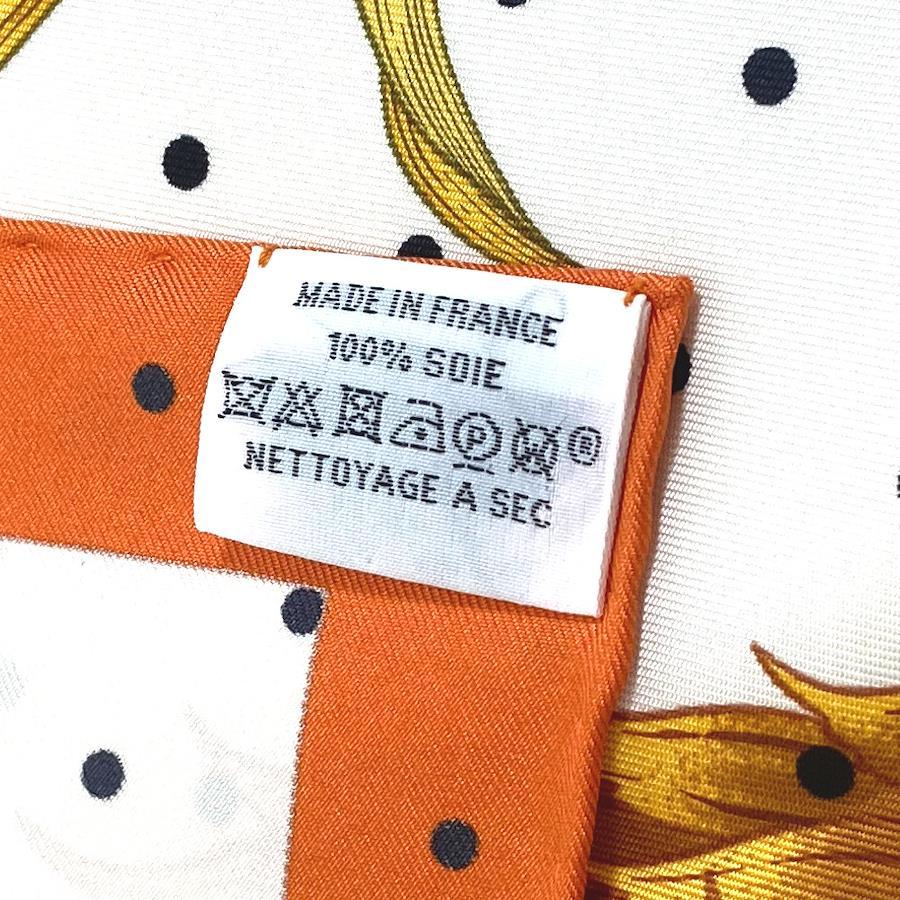 MADE IN FRANCE
100% SOIE
P ®
NETTOYAGE A SEC